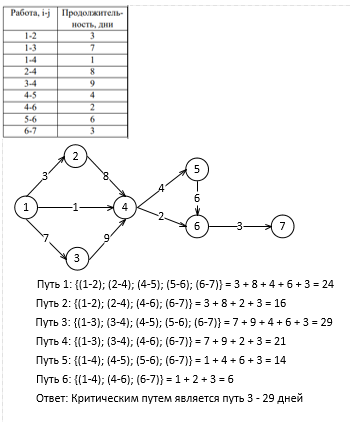 Работа, i-j Продолжитель-
ность, дни
1-2 3
1-3 7
1-4 1
2-4 8
3-4 9
4-5 4
4-6 2
5-6 6
6-7 3
2
5
3 8 4 6
1 1 4 2 6 3 7
7 9
3
Путь 1: {(1-2); (2-4); (4-5); (5-6); (6-7)} = 3 + 8 + 4 + 6 + 3 = 24
Путь 2: {(1-2); (2-4); (4-6); (6-7)} = 3 + 8 + 2 + 3 = 16
Путь 3: {(1-3); (3-4); (4-5); (5-6); (6-7)} = 7 + 9 + 4 + 6 + 3 = 29
Путь 4: {(1-3); (3-4); (4-6); (6-7)} = 7 + 9 + 2 + 3 = 21
Путь 5: {(1-4); (4-5); (5-6); (6-7)} = 1 + 4 + 6 + 3 = 14
Путь 6: {(1-4); (4-6); (6-7)} = 1 + 2 + 3 = 6
Ответ: Критическим путем является путь 3 - 29 дней